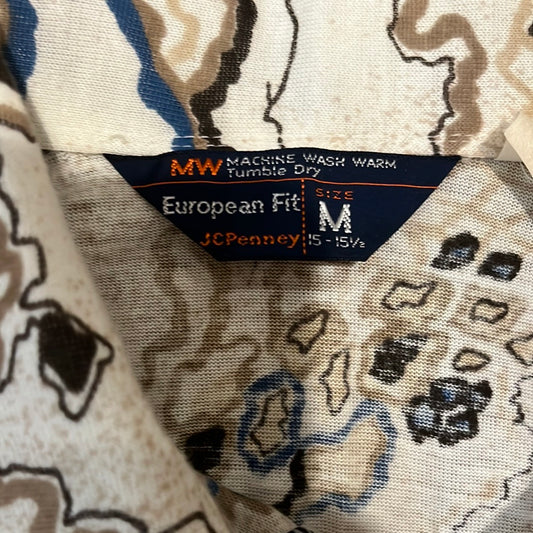 MW MACHINE WASH WARM
Tumble Dry
European Fit
SIZE
M
JCPenney
15-15½